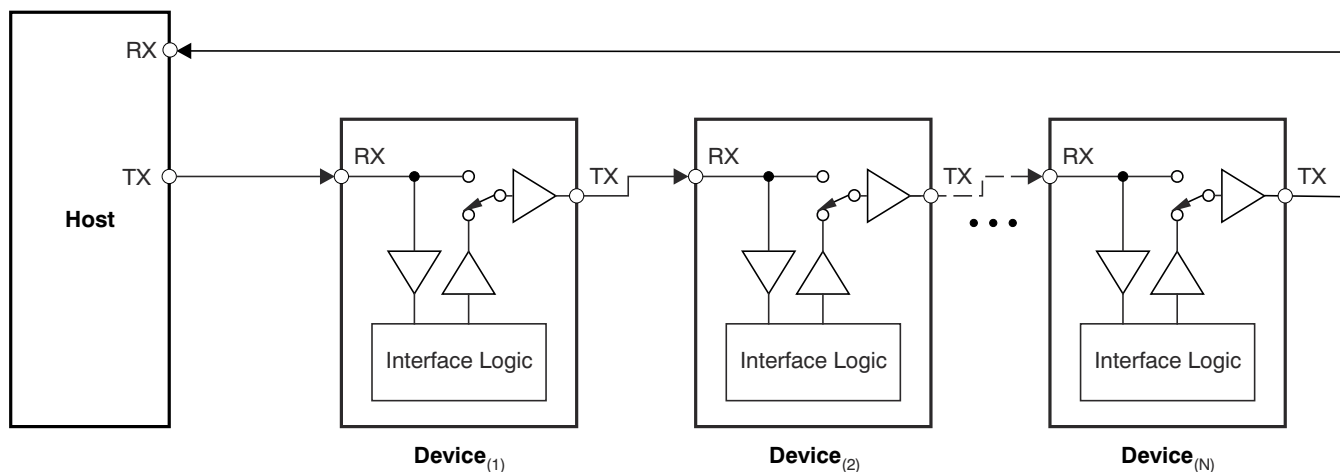 RX
TX
Host
RX
TX
Interface Logic
Device(1)
RX
TX
Interface Logic
Device(2)
• • •
RX
TX
Interface Logic
Device(N)